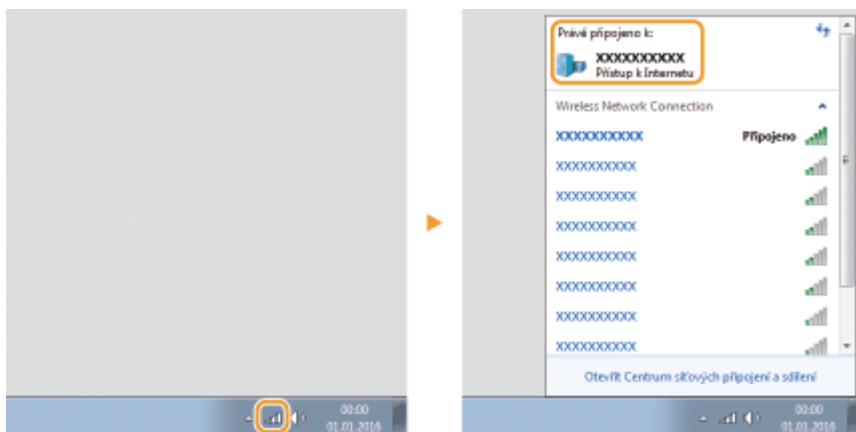 00:00
01.01.2016
Právě připojeno k:
XXXXXXXXXX
Přístup k Internetu
Wireless Network Connection
XXXXXXXXXX Připojeno
XXXXXXXXXX
XXXXXXXXXX
XXXXXXXXXX
XXXXXXXXXX
XXXXXXXXXX
XXXXXXXXXX
XXXXXXXXXX
Otevřít Centrum síťových připojení a sdílení
00:00
01.01.2016